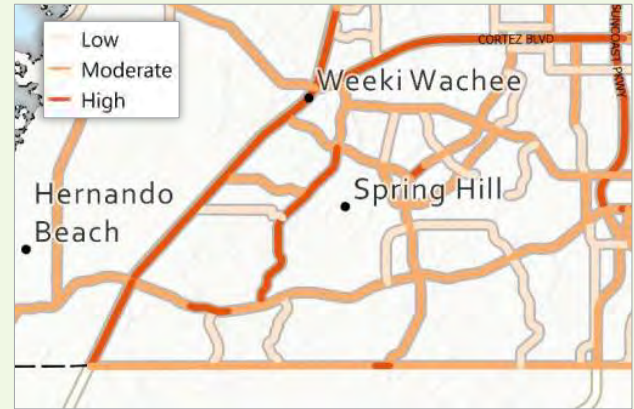 Low
Moderate
High
CORTEZ BLVD
SUNCOAST PKWY
Weeki Wachee
Hernando
Beach
Spring Hill